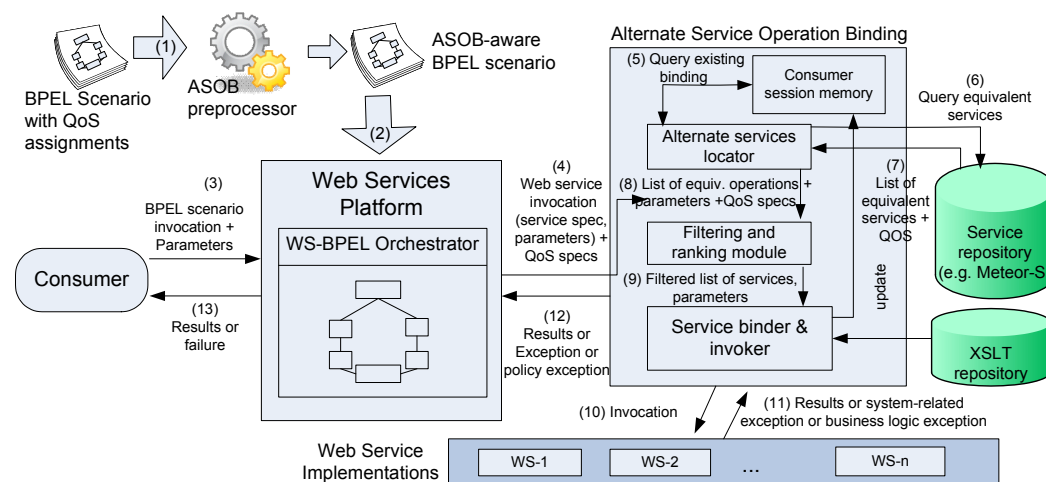 (1)
BPEL Scenario
with QoS
assignments
ASOB
preprocessor
ASOB-aware
BPEL scenario
(2)
Alternate Service Operation Binding
(5) Query existing
binding
Consumer
session memory
(6)
Query equivalent
services
Alternate services
locator
(7)
List of
equivalent
services +
QOS
(8) List of equiv. operations +
parameters +QoS specs
Filtering and
ranking module
(9) Filtered list of services,
parameters
update
Service binder &
invoker
Service
repository
(e.g. Meteor-S)
XSLT
repository
(3)
BPEL scenario
invocation +
Parameters
Consumer
(13)
Results or
failure
Web Services
Platform
WS-BPEL Orchestrator
(4)
Web service
invocation
(service spec,
parameters) +
QoS specs
(12)
Results or
Exception or
policy exception
(10) Invocation
(11) Results or system-related
exception or business logic exception
Web Service
Implementations
WS-1
WS-2
...
WS-n